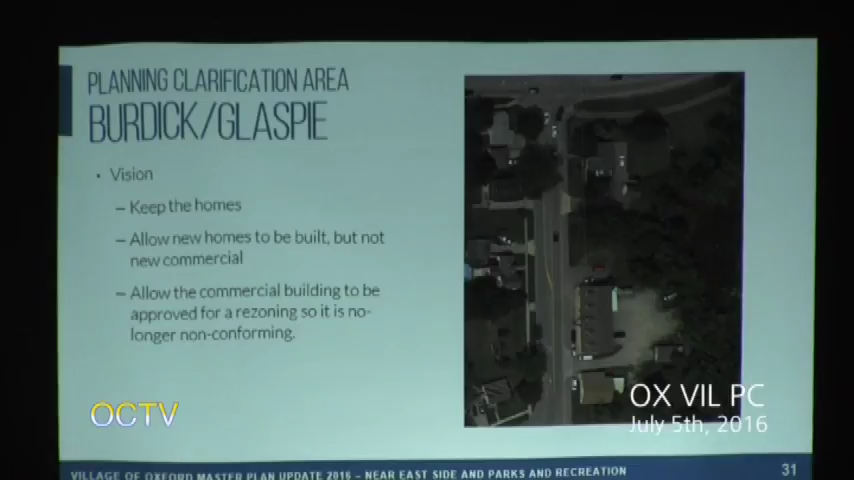 PLANNING CLARIFICATION AREA
BURDICK/GLASPIE
• Vision
– Keep the homes
– Allow new homes to be built, but not
new commercial
– Allow the commercial building to be
approved for a rezoning so it is no-
longer non-conforming.
OCTV
OX VIL PC
July 5th, 2016
VILLAGE OF OXFORD MASTER PLAN UPDATE 2016 – NEAR EAST SIDE AND PARKS AND RECREATION
31